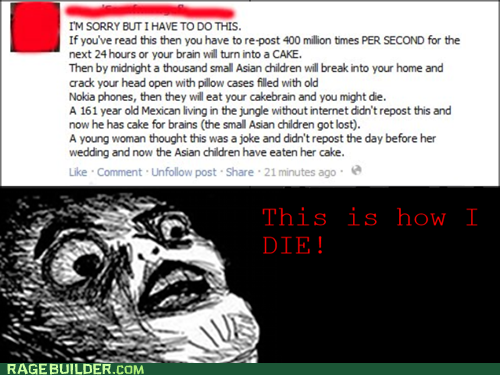 I'M SORRY BUT I HAVE TO DO THIS.
If you've read this then you have to re-post 400 million times PER SECOND for the
next 24 hours or your brain will turn into a CAKE.
Then by midnight a thousand small Asian children will break into your home and
crack your head open with pillow cases filled with old
Nokia phones, then they will eat your cakebrain and you might die.
A 161 year old Mexican living in the jungle without internet didn't repost this and
now he has cake for brains (the small Asian children got lost).
A young woman thought this was a joke and didn't repost the day before her
wedding and now the Asian children have eaten her cake.
Like · Comment · Unfollow post · Share · 21 minutes ago ·
This is how I
DIE!
RAGEBUILDER.COM